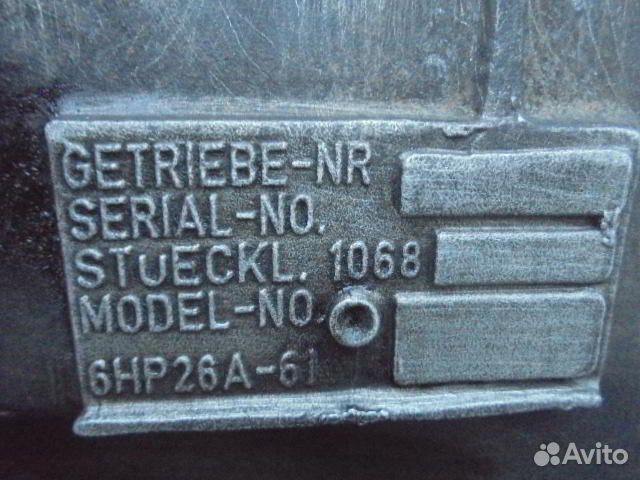 GETRIEBE-NR
SERIAL-NO.
STUECKL. 1068
MODEL-NO.
6HP26A-61
Avito